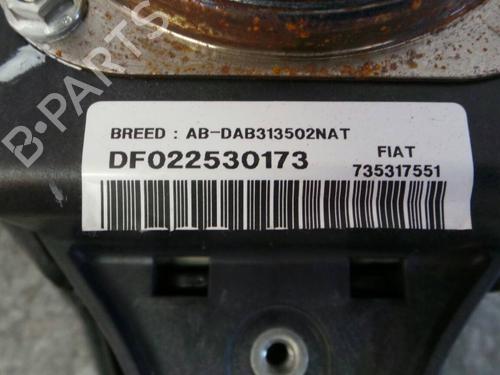 BREED : AB-DAB313502NAT
DF022530173
FIAT
735317551
B-PARTS